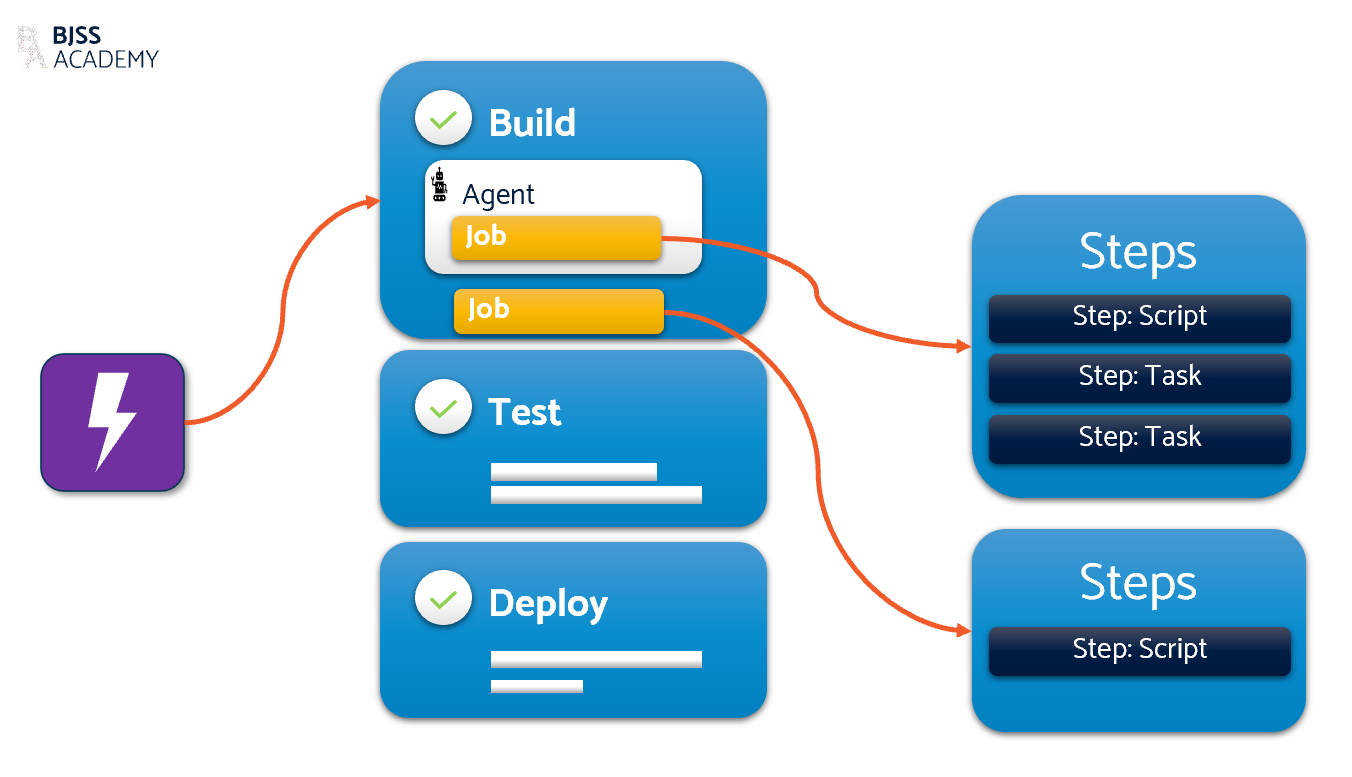 BJSS
ACADEMY
Build
Agent
Job
Job
Test
Deploy
Steps
Step: Script
Step: Task
Step: Task
Steps
Step: Script